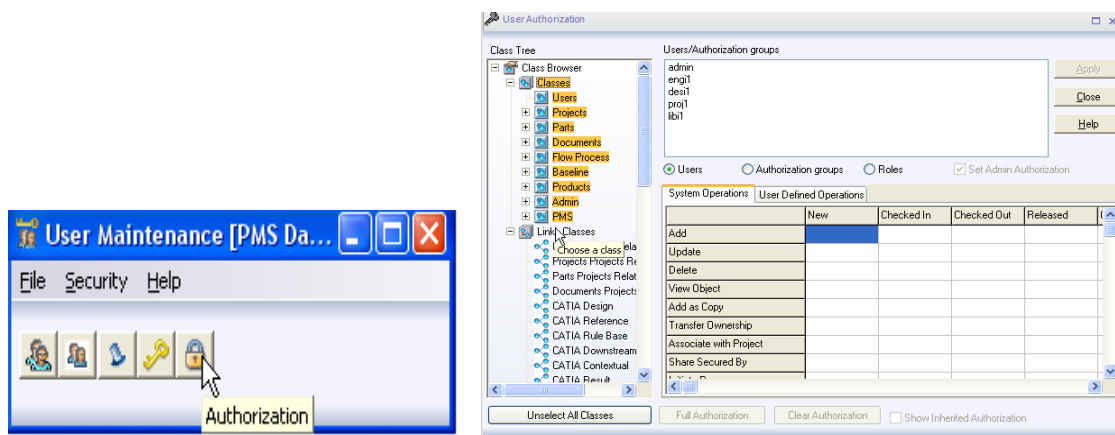 User Maintenance [PMS Da...
File Security Help
Authorization
User Authorization
Class Tree
Class Browser
Classes
Users
Projects
Parts
Documents
Flow Process
Baseline
Products
Admin
PMS
Link Classes
Choose a class
Projects Projects Re
Parts Projects Relat
Documents Projects
CATIA Design
CATIA Reference
CATIA Rule Base
CATIA Downstream
CATIA Contextual
CATIA Result
Unselect All Classes
Users/Authorization groups
admin
engi1
desi1
proj1
libi1
Apply
Close
Help
Users Authorization groups Roles Set Admin Authorization
System Operations User Defined Operations
New Checked In Checked Out Released
Add
Update
Delete
View Object
Add as Copy
Transfer Ownership
Associate with Project
Share Secured By
Full Authorization Clear Authorization Show Inherited Authorization